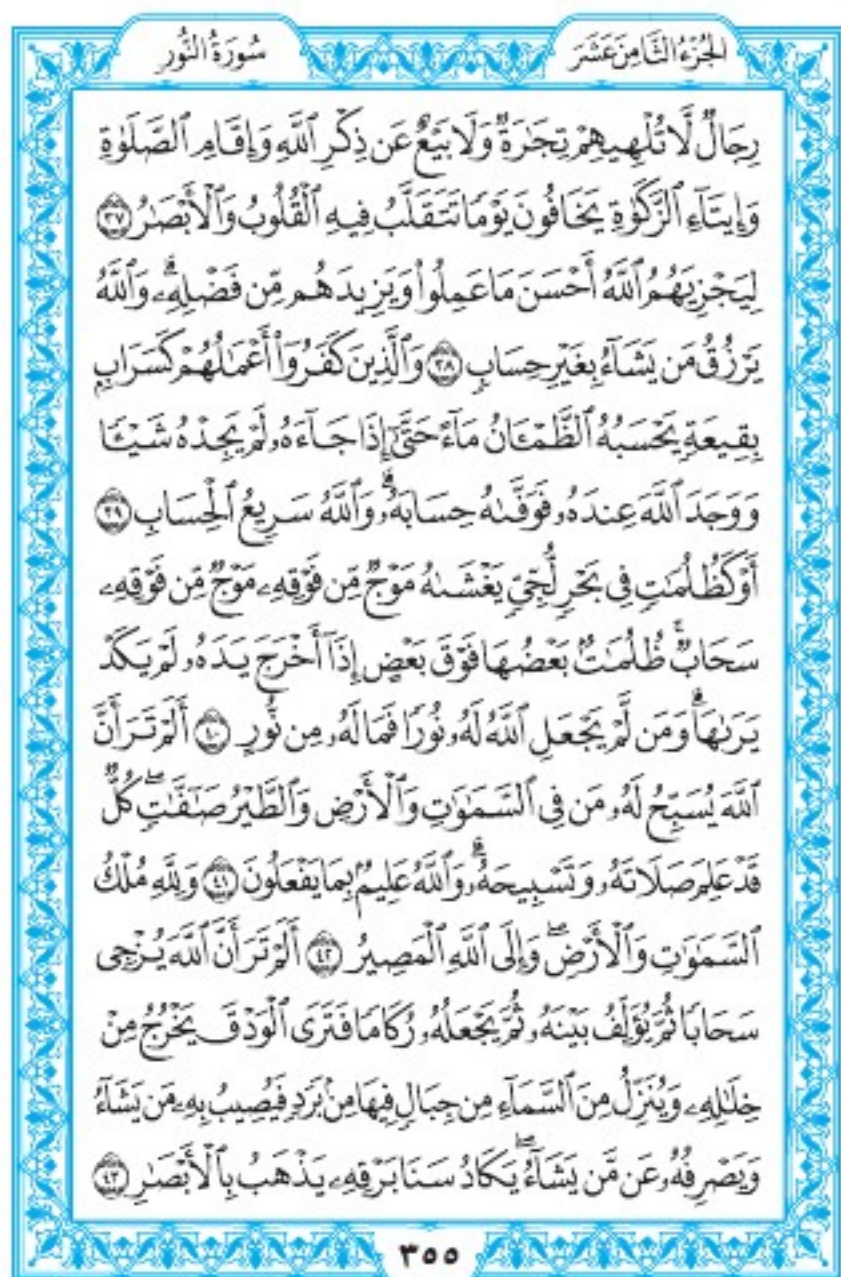 الجُزْءُ الثَّامِنَ عَشَرَ
سُورَةُ النُّورِ
رِجَالٌ لَّا تُلْهِيهِمْ تِجَٰرَةٌ وَلَا بَيْعٌ عَن ذِكْرِ ٱللَّهِ وَإِقَامِ ٱلصَّلَوٰةِ
وَإِيتَآءِ ٱلزَّكَوٰةِ يَخَافُونَ يَوْمًا تَتَقَلَّبُ فِيهِ ٱلْقُلُوبُ وَٱلْأَبْصَٰرُ ٣٧
لِيَجْزِيَهُمُ ٱللَّهُ أَحْسَنَ مَا عَمِلُوا۟ وَيَزِيدَهُم مِّن فَضْلِهِۦۗ وَٱللَّهُ
يَرْزُقُ مَن يَشَآءُ بِغَيْرِ حِسَابٍ ٣٨ وَٱلَّذِينَ كَفَرُوٓا۟ أَعْمَٰلُهُمْ كَسَرَابٍۭ
بِقِيعَةٍ يَحْسَبُهُ ٱلظَّمْـَٔانُ مَآءً حَتَّىٰٓ إِذَا جَآءَهُۥ لَمْ يَجِدْهُ شَيْـًٔا
وَوَجَدَ ٱللَّهَ عِندَهُۥ فَوَفَّىٰهُ حِسَابَهُۥۗ وَٱللَّهُ سَرِيعُ ٱلْحِسَابِ ٣٩
أَوْ كَظُلُمَٰتٍ فِى بَحْرٍ لُّجِّىٍّ يَغْشَىٰهُ مَوْجٌ مِّن فَوْقِهِۦ مَوْجٌ مِّن فَوْقِهِۦ
سَحَابٌۚ ظُلُمَٰتٌۢ بَعْضُهَا فَوْقَ بَعْضٍ إِذَآ أَخْرَجَ يَدَهُۥ لَمْ يَكَدْ
يَرَىٰهَاۗ وَمَن لَّمْ يَجْعَلِ ٱللَّهُ لَهُۥ نُورًا فَمَا لَهُۥ مِن نُّورٍ ٤٠ أَلَمْ تَرَ أَنَّ
ٱللَّهَ يُسَبِّحُ لَهُۥ مَن فِى ٱلسَّمَٰوَٰتِ وَٱلْأَرْضِ وَٱلطَّيْرُ صَٰٓفَّٰتٍۖ كُلٌّ
قَدْ عَلِمَ صَلَاتَهُۥ وَتَسْبِيحَهُۥۗ وَٱللَّهُ عَلِيمٌۢ بِمَا يَفْعَلُونَ ٤١ وَلِلَّهِ مُلْكُ
ٱلسَّمَٰوَٰتِ وَٱلْأَرْضِۖ وَإِلَى ٱللَّهِ ٱلْمَصِيرُ ٤٢ أَلَمْ تَرَ أَنَّ ٱللَّهَ يُزْجِى
سَحَابًا ثُمَّ يُؤَلِّفُ بَيْنَهُۥ ثُمَّ يَجْعَلُهُۥ رُكَامًا فَتَرَى ٱلْوَدْقَ يَخْرُجُ مِنْ
خِلَٰلِهِۦ وَيُنَزِّلُ مِنَ ٱلسَّمَآءِ مِن جِبَالٍ فِيهَا مِنۢ بَرَدٍ فَيُصِيبُ بِهِۦ مَن يَشَآءُ
وَيَصْرِفُهُۥ عَن مَّن يَشَآءُۖ يَكَادُ سَنَا بَرْقِهِۦ يَذْهَبُ بِٱلْأَبْصَٰرِ ٤٣
٣٥٥